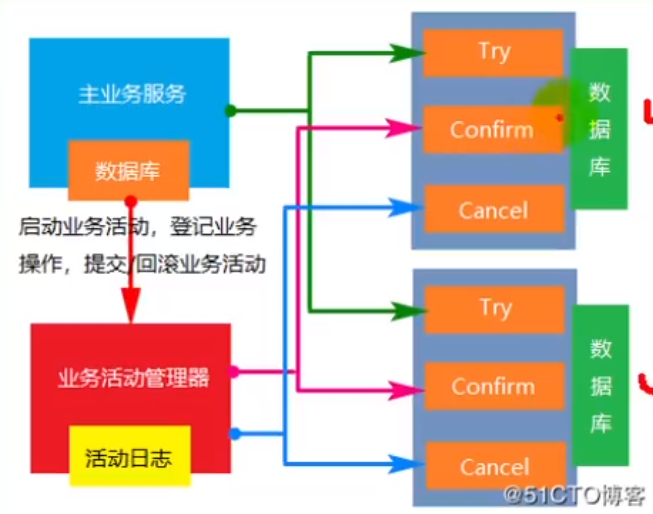 主业务服务
数据库
启动业务活动，登记业务
操作，提交/回滚业务活动
业务活动管理器
活动日志
Try
Confirm
Cancel
数
据
库
Try
Confirm
Cancel
数
据
库
@51CTO博客